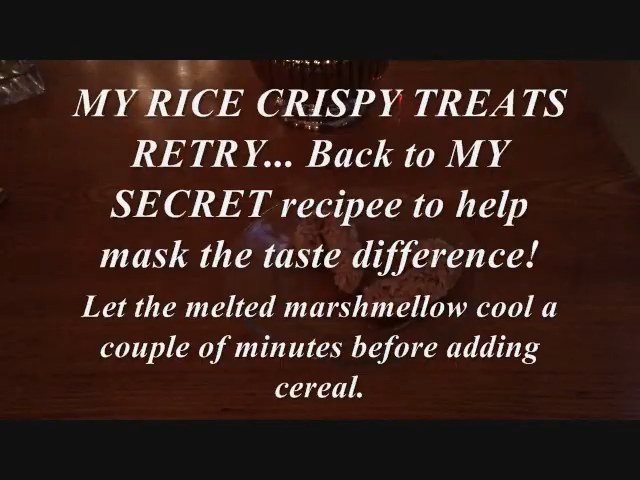 MY RICE CRISPY TREATS
RETRY... Back to MY
SECRET recipee to help
mask the taste difference!
Let the melted marshmellow cool a
couple of minutes before adding
cereal.